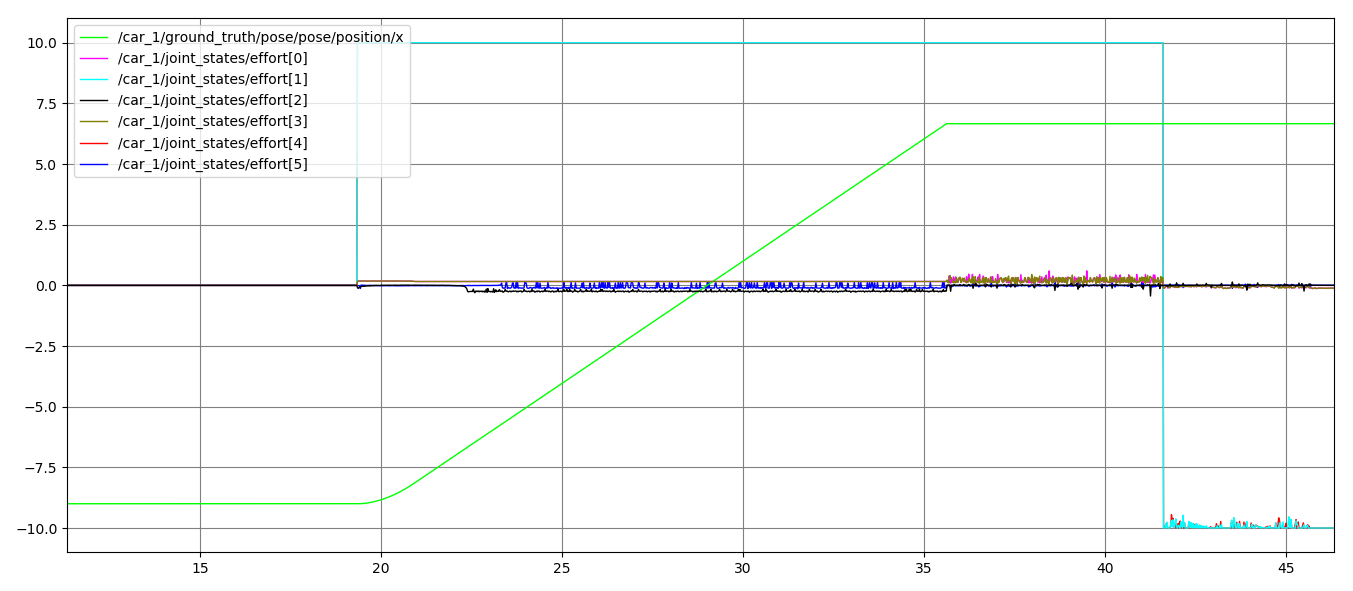 10.0
7.5
5.0
2.5
0.0
−2.5
−5.0
−7.5
−10.0
/car_1/ground_truth/pose/pose/position/x
/car_1/joint_states/effort[0]
/car_1/joint_states/effort[1]
/car_1/joint_states/effort[2]
/car_1/joint_states/effort[3]
/car_1/joint_states/effort[4]
/car_1/joint_states/effort[5]
15 20 25 30 35 40 45